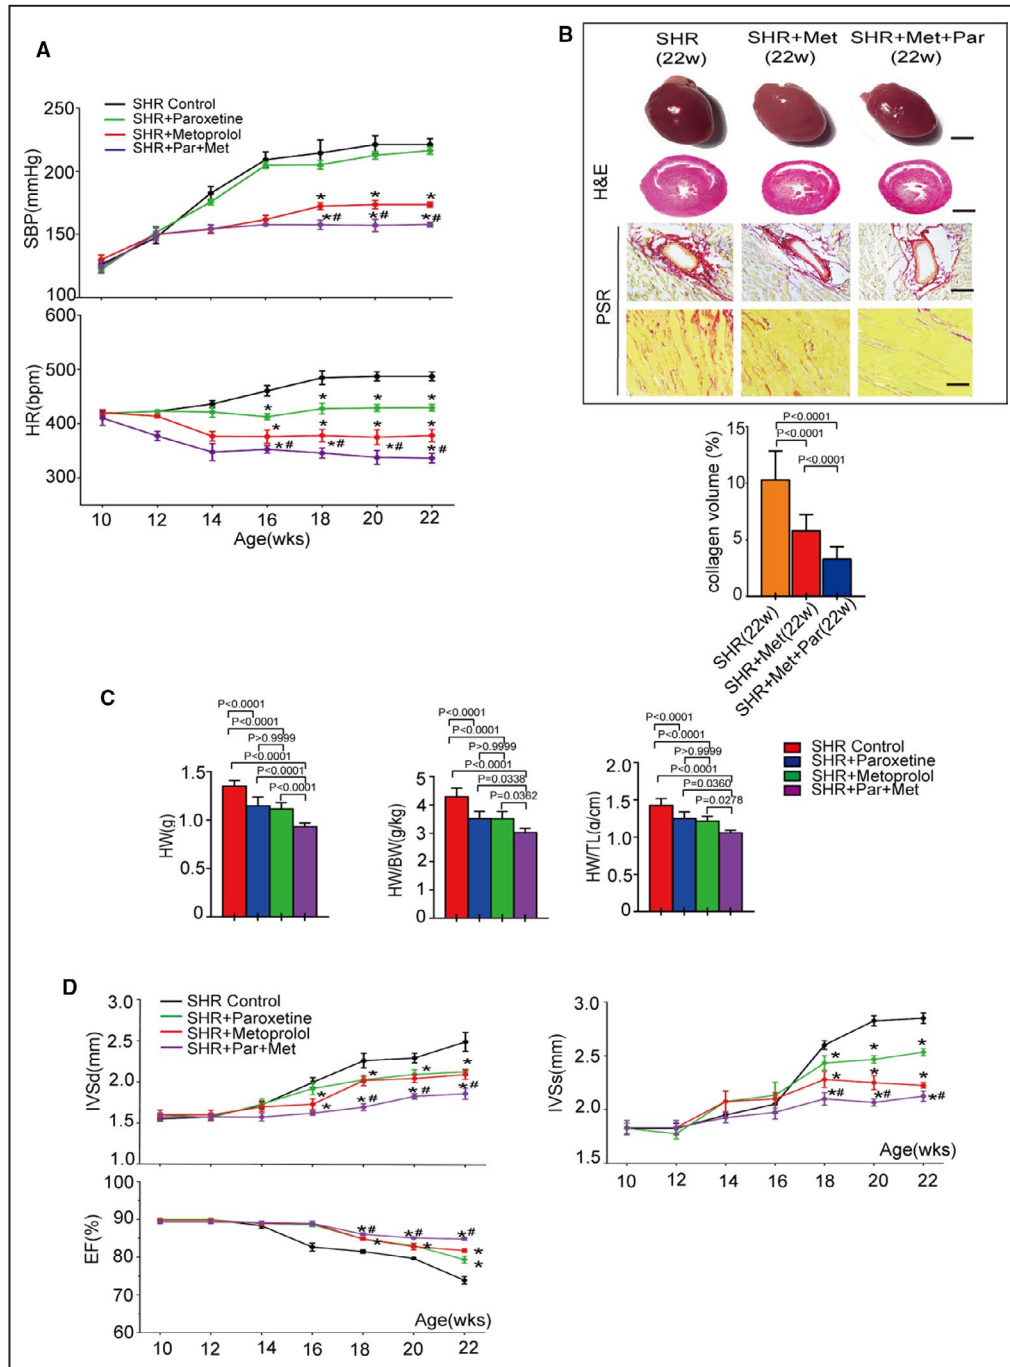 A
SHR Control
SHR+Paroxetine
SHR+Metoprolol
SHR+Par+Met
SBP(mmHg)
250
200
150
100
* * *
*# *# *#
HR(bpm)
600
500
400
300
* * * * 
* * * *
*# *# *# *#
10 12 14 16 18 20 22
Age(wks)
B
SHR SHR+Met SHR+Met+Par
(22w) (22w) (22w)
H&E
PSR
collagen volume (%)
P<0.0001
P<0.0001
P<0.0001
15
10
5
0
SHR(22w)
SHR+Met(22w)
SHR+Met+Par(22w)
C
P<0.0001
P<0.0001
P>0.9999
P<0.0001
P<0.0001
P<0.0001
HW(g)
1.5
1.0
0.5
0
P<0.0001
P<0.0001
P>0.9999
P<0.0001
P=0.0338
P=0.0362
HW/BW(g/kg)
5
4
3
2
1
0
P<0.0001
P<0.0001
P>0.9999
P<0.0001
P=0.0360
P=0.0278
HW/TL(g/cm)
2.0
1.5
1.0
0.5
0
SHR Control
SHR+Paroxetine
SHR+Metoprolol
SHR+Par+Met
D
SHR Control
SHR+Paroxetine
SHR+Metoprolol
SHR+Par+Met
IVSd(mm)
3.0
2.5
2.0
1.5
1.0
* * * *
*
*# *# *#
EF(%)
90
80
70
60
*# *# *#
* * *
*
Age(wks)
10 12 14 16 18 20 22
IVSs(mm)
3.0
2.5
2.0
1.5
* * *
* * *
*# *# *#
Age(wks)
10 12 14 16 18 20 22